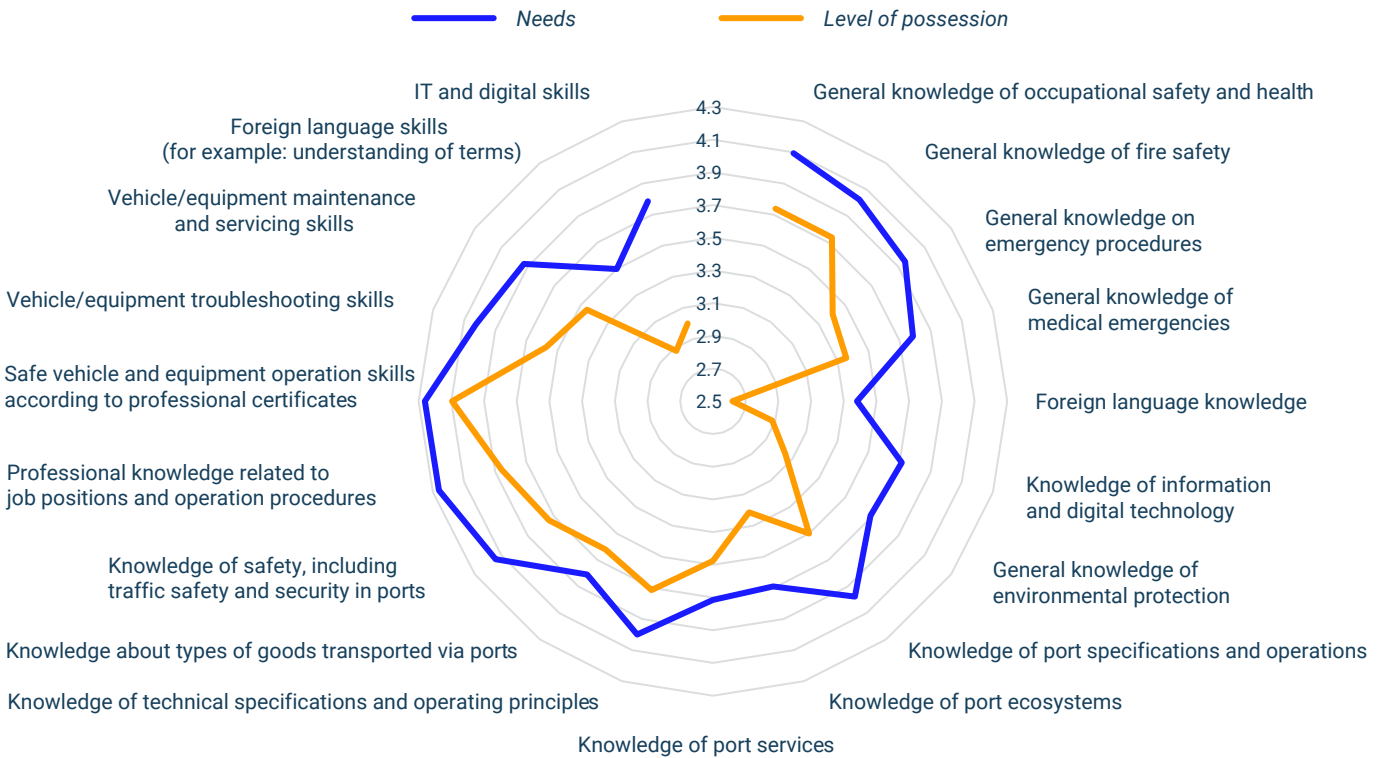 Needs
Level of possession
IT and digital skills
General knowledge of occupational safety and health
Foreign language skills
(for example: understanding of terms)
General knowledge of fire safety
Vehicle/equipment maintenance
and servicing skills
General knowledge on
emergency procedures
Vehicle/equipment troubleshooting skills
General knowledge of
medical emergencies
Safe vehicle and equipment operation skills
according to professional certificates
Foreign language knowledge
Professional knowledge related to
job positions and operation procedures
Knowledge of information
and digital technology
Knowledge of safety, including
traffic safety and security in ports
General knowledge of
environmental protection
Knowledge about types of goods transported via ports
Knowledge of port specifications and operations
Knowledge of technical specifications and operating principles
Knowledge of port ecosystems
Knowledge of port services
4.3
4.1
3.9
3.7
3.5
3.3
3.1
2.9
2.7
2.5